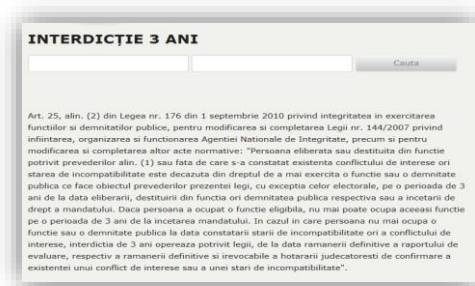 INTERDICȚIE 3 ANI
Cauta
Art. 25, alin. (2) din Legea nr. 176 din 1 septembrie 2010 privind integritatea in exercitarea
functiilor si demnitatilor publice, pentru modificarea si completarea Legii nr. 144/2007 privind
infiintarea, organizarea si functionarea Agentiei Nationale de Integritate, precum si pentru
modificarea si completarea altor acte normative: "Persoana eliberata sau destituita din functie
potrivit prevederilor alin. (1) sau fata de care s-a constatat existenta conflictului de interese ori
starea de incompatibilitate este decazuta din dreptul de a mai exercita o functie sau o demnitate
publica ce face obiectul prevederilor prezentei legi, cu exceptia celor electorale, pe o perioada de 3
ani de la data eliberarii, destituirii din functia ori demnitatea publica respectiva sau a incetarii de
drept a mandatului. Daca persoana a ocupat o functie eligibila, nu mai poate ocupa aceeasi functie
pe o perioada de 3 ani de la incetarea mandatului. In cazul in care persoana nu mai ocupa o
functie sau o demnitate publica la data constatarii starii de incompatibilitate ori a conflictului de
interese, interdictia de 3 ani opereaza potrivit legii, de la data ramanerii definitive a raportului de
evaluare, respectiv a ramanerii definitive si irevocabile a hotararii judecatoresti de confirmare a
existentei unui conflict de interese sau a unei stari de incompatibilitate".